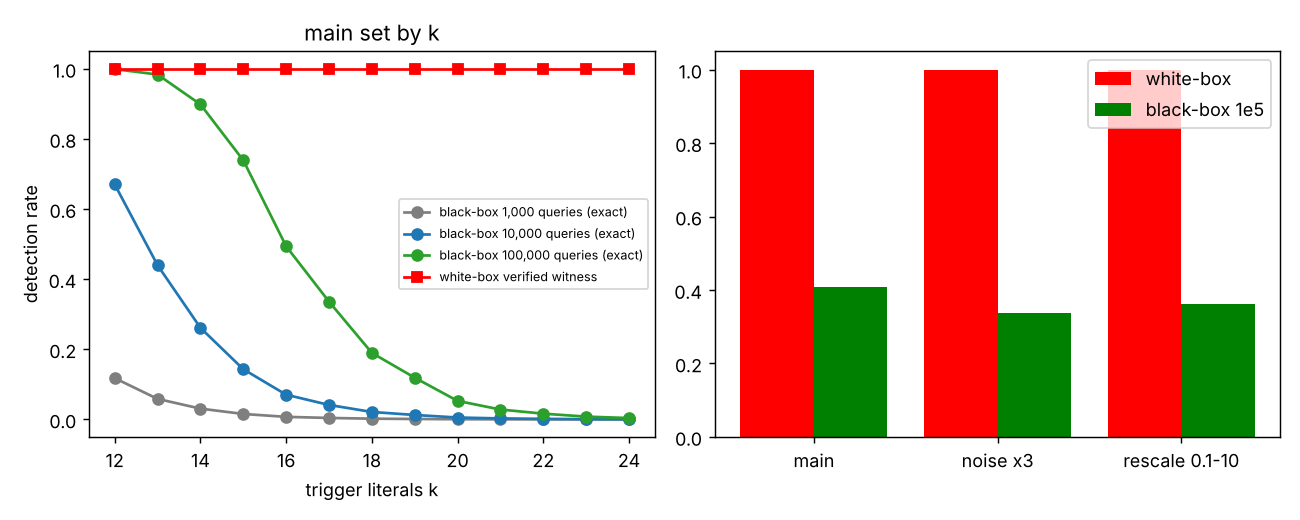 main set by k
detection rate
1.0
0.8
0.6
0.4
0.2
0.0
black-box 1,000 queries (exact)
black-box 10,000 queries (exact)
black-box 100,000 queries (exact)
white-box verified witness
12 14 16 18 20 22 24
trigger literals k
1.0
0.8
0.6
0.4
0.2
0.0
white-box
black-box 1e5
main noise x3 rescale 0.1-10